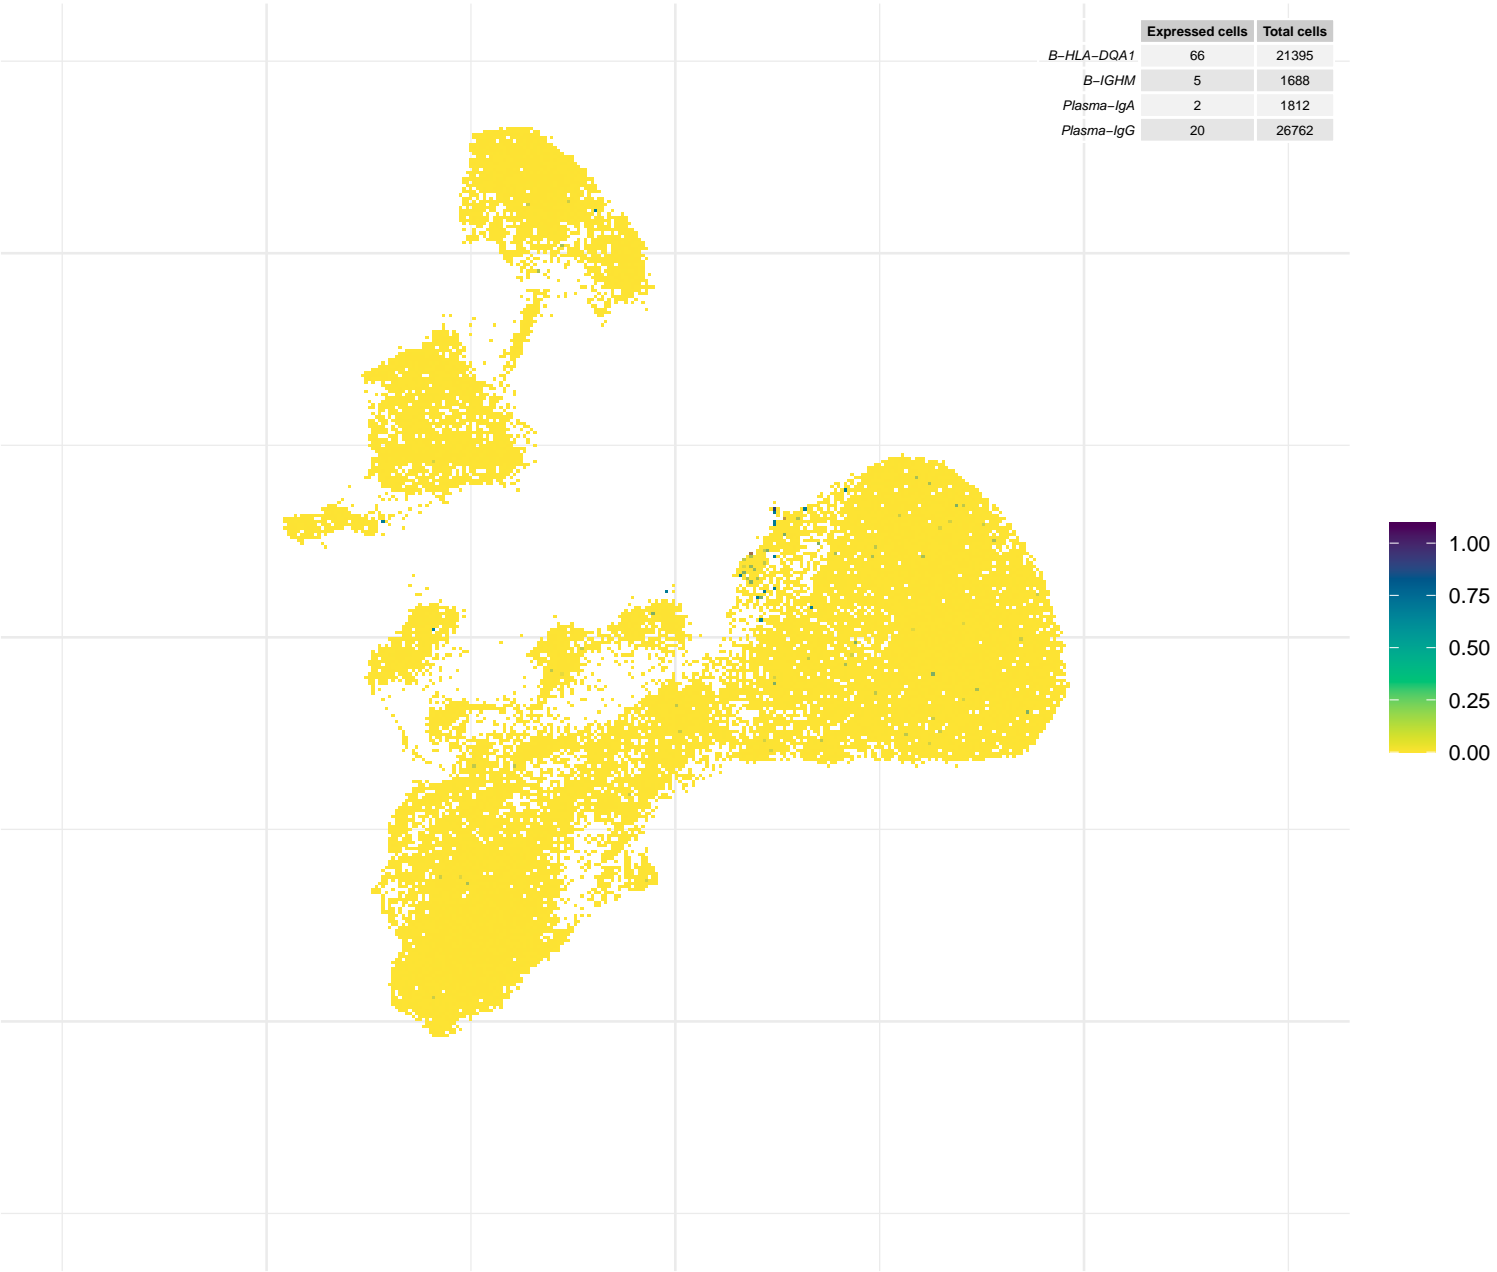 Expressed cells Total cells
B−HLA−DQA1 66 21395
B−IGHM 5 1688
Plasma−IgA 2 1812
Plasma−IgG 20 26762
1.00
0.75
0.50
0.25
0.00